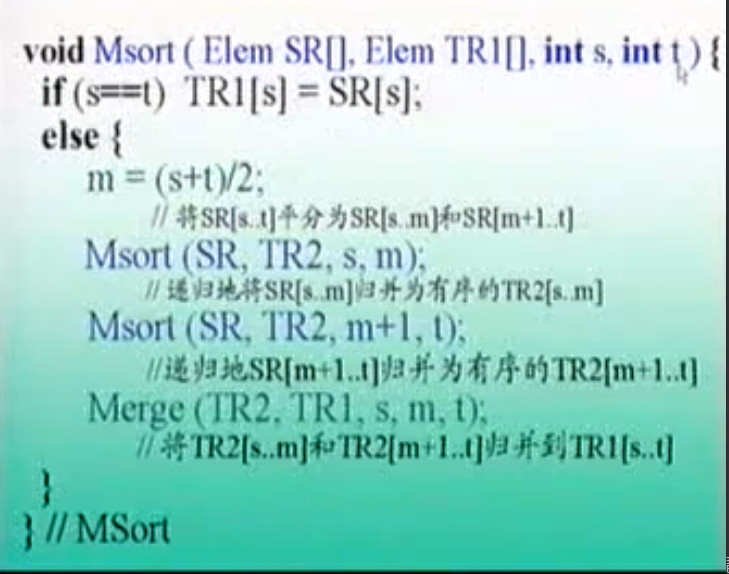 void Msort ( Elem SR[], Elem TR1[], int s, int t ) {
if (s==t) TR1[s] = SR[s];
else {
m = (s+t)/2;
// 将SR[s..t]平分为SR[s..m]和SR[m+1..t]
Msort (SR, TR2, s, m);
// 递归地将SR[s..m]归并为有序的TR2[s..m]
Msort (SR, TR2, m+1, t);
//递归地SR[m+1..t]归并为有序的TR2[m+1..t]
Merge (TR2, TR1, s, m, t);
// 将TR2[s..m]和TR2[m+1..t]归并到TR1[s..t]
}
} // MSort